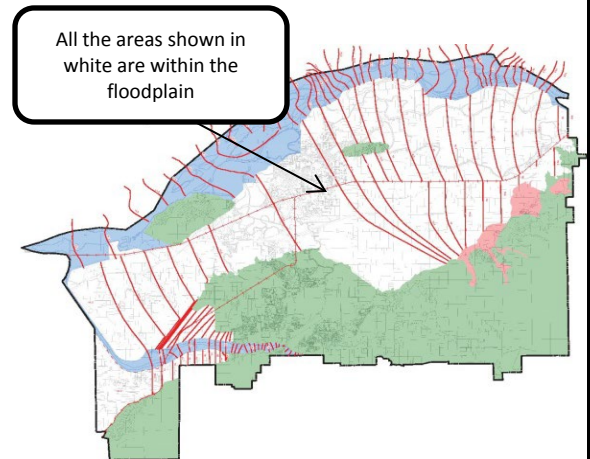 All the areas shown in
white are within the
floodplain